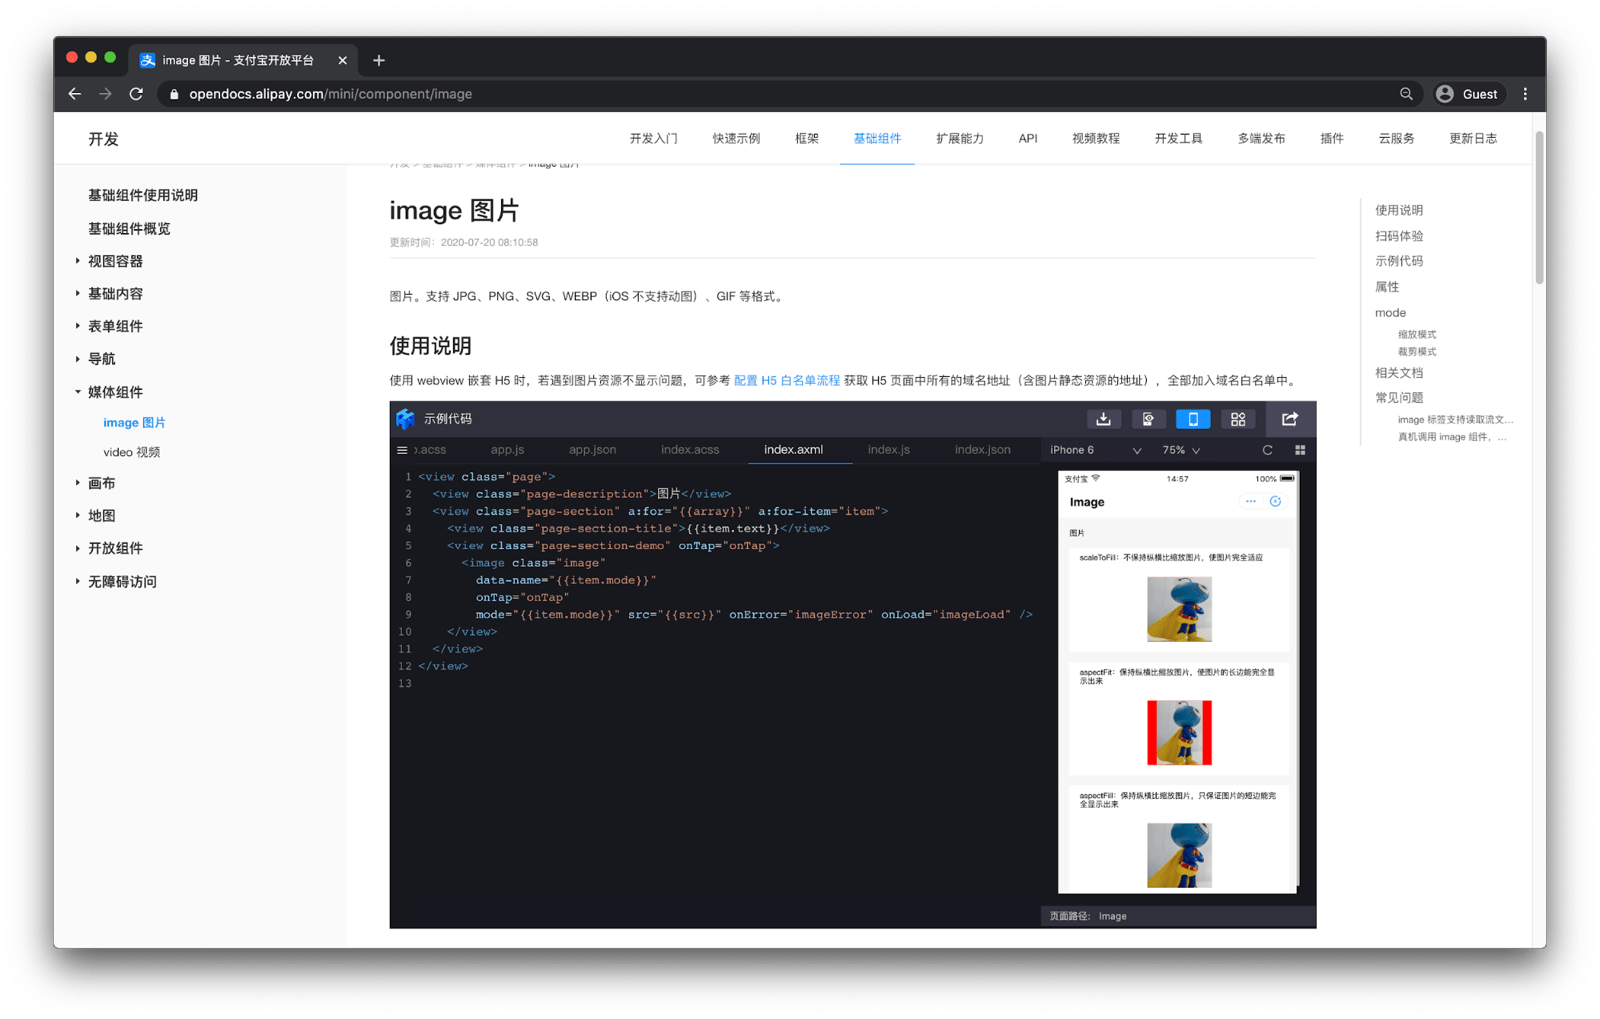 image 图片 - 支付宝开放平台
opendocs.alipay.com/mini/component/image
Guest
开发
开发入门 快速示例 框架 基础组件 扩展能力 API 视频教程 开发工具 多端发布 插件 云服务 更新日志
开发 > 基础组件 > 媒体组件 > image 图片
基础组件使用说明
基础组件概览
视图容器
基础内容
表单组件
导航
媒体组件
image 图片
video 视频
画布
地图
开放组件
无障碍访问
image 图片
更新时间：2020-07-20 08:10:58
图片。支持 JPG、PNG、SVG、WEBP（iOS 不支持动图）、GIF 等格式。
使用说明
使用 webview 嵌套 H5 时，若遇到图片资源不显示问题，可参考 配置 H5 白名单流程 获取 H5 页面中所有的域名地址（含图片静态资源的地址），全部加入域名白名单中。
示例代码
p.acss app.js app.json index.acss index.axml index.js index.json
1 <view class="page">
2 <view class="page-description">图片</view>
3 <view class="page-section" a:for="{{array}}" a:for-item="item">
4 <view class="page-section-title">{{item.text}}</view>
5 <view class="page-section-demo" onTap="onTap">
6 <image class="image"
7 data-name="{{item.mode}}"
8 onTap="onTap"
9 mode="{{item.mode}}" src="{{src}}" onError="imageError" onLoad="imageLoad" />
10 </view>
11 </view>
12 </view>
13
iPhone 6 75%
支付宝 14:57 100%
Image
图片
scaleToFill：不保持纵横比缩放图片，使图片完全适应
aspectFit：保持纵横比缩放图片，使图片的长边能完全显
示出来
aspectFill：保持纵横比缩放图片，只保证图片的短边能完
全显示出来
页面路径： Image
使用说明
扫码体验
示例代码
属性
mode
缩放模式
裁剪模式
相关文档
常见问题
image 标签支持读取流文...
真机调用 image 组件，...